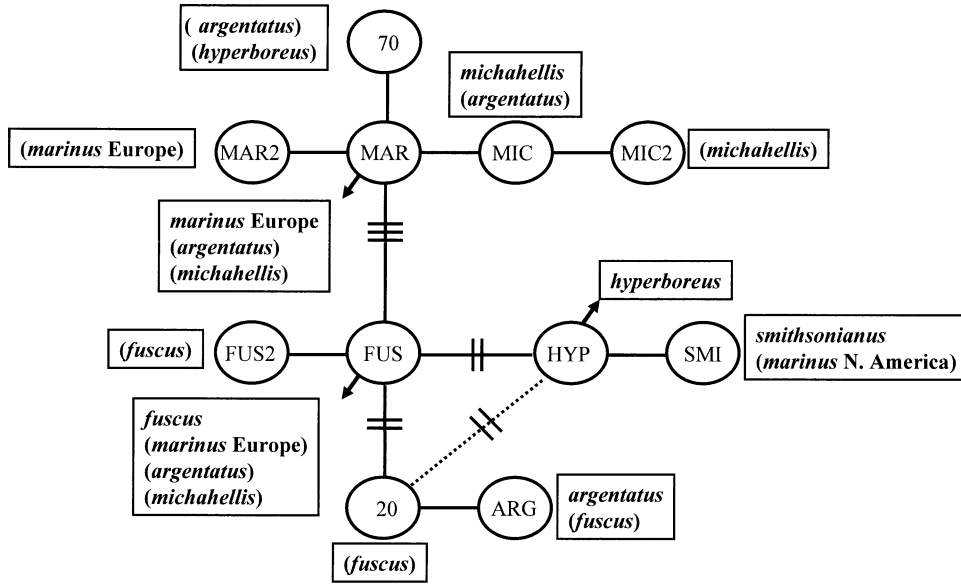 ( argentatus)
(hyperboreus)
70
michahellis
(argentatus)
(marinus Europe)
MAR2
MAR
MIC
MIC2
(michahellis)
marinus Europe
(argentatus)
(michahellis)
hyperboreus
(fuscus)
FUS2
FUS
HYP
SMI
smithsonianus
(marinus N. America)
fuscus
(marinus Europe)
(argentatus)
(michahellis)
20
ARG
argentatus
(fuscus)
(fuscus)